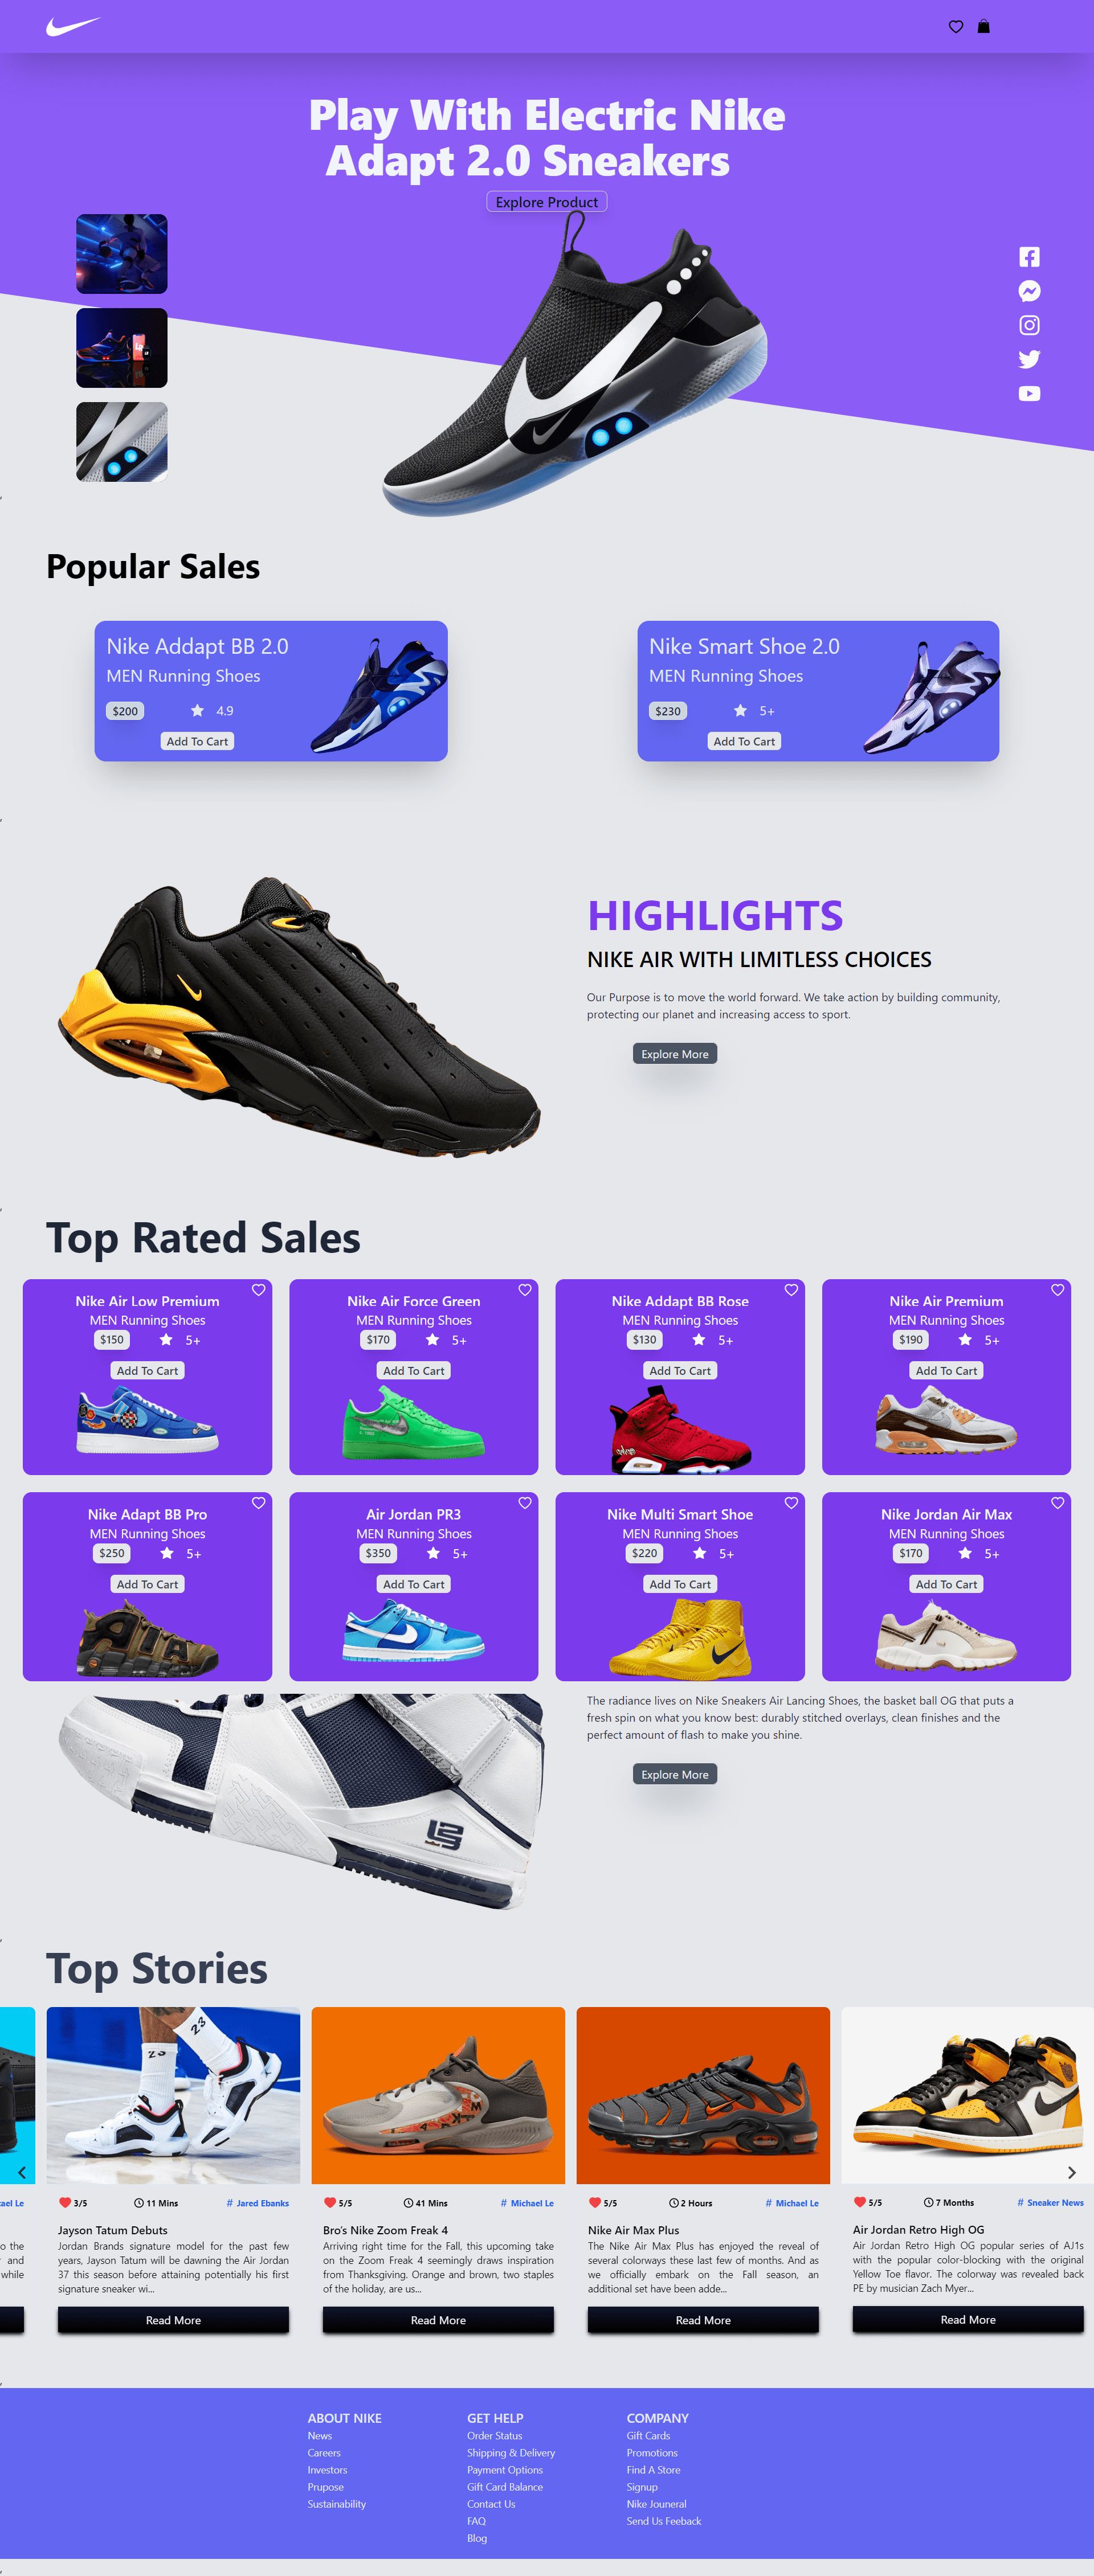 Play With Electric Nike
Adapt 2.0 Sneakers
Explore Product
,
Popular Sales
Nike Addapt BB 2.0
MEN Running Shoes
$200 4.9
Add To Cart
Nike Smart Shoe 2.0
MEN Running Shoes
$230 5+
Add To Cart
,
HIGHLIGHTS
NIKE AIR WITH LIMITLESS CHOICES
Our Purpose is to move the world forward. We take action by building community,
protecting our planet and increasing access to sport.
Explore More
,
Top Rated Sales
Nike Air Low Premium
MEN Running Shoes
$150 5+
Add To Cart
Nike Air Force Green
MEN Running Shoes
$170 5+
Add To Cart
Nike Addapt BB Rose
MEN Running Shoes
$130 5+
Add To Cart
Nike Air Premium
MEN Running Shoes
$190 5+
Add To Cart
Nike Adapt BB Pro
MEN Running Shoes
$250 5+
Add To Cart
Air Jordan PR3
MEN Running Shoes
$350 5+
Add To Cart
Nike Multi Smart Shoe
MEN Running Shoes
$220 5+
Add To Cart
Nike Jordan Air Max
MEN Running Shoes
$170 5+
Add To Cart
The radiance lives on Nike Sneakers Air Lancing Shoes, the basket ball OG that puts a
fresh spin on what you know best: durably stitched overlays, clean finishes and the
perfect amount of flash to make you shine.
Explore More
,
Top Stories
ael Le
o the
and
while
23
23
3/5 11 Mins # Jared Ebanks
Jayson Tatum Debuts
Jordan Brands signature model for the past few
years, Jayson Tatum will be dawning the Air Jordan
37 this season before attaining potentially his first
signature sneaker wi...
Read More
5/5 41 Mins # Michael Le
Bro's Nike Zoom Freak 4
Arriving right time for the Fall, this upcoming take
on the Zoom Freak 4 seemingly draws inspiration
from Thanksgiving. Orange and brown, two staples
of the holiday, are us...
Read More
5/5 2 Hours # Michael Le
Nike Air Max Plus
The Nike Air Max Plus has enjoyed the reveal of
several colorways these last few of months. And as
we officially embark on the Fall season, an
additional set have been adde...
Read More
5/5 7 Months # Sneaker News
Air Jordan Retro High OG
Air Jordan Retro High OG popular series of AJ1s
with the popular color-blocking with the original
Yellow Toe flavor. The colorway was revealed back
PE by musician Zach Myer...
Read More
,
ABOUT NIKE
News
Careers
Investors
Prupose
Sustainability
GET HELP
Order Status
Shipping & Delivery
Payment Options
Gift Card Balance
Contact Us
FAQ
Blog
COMPANY
Gift Cards
Promotions
Find A Store
Signup
Nike Jouneral
Send Us Feeback
,